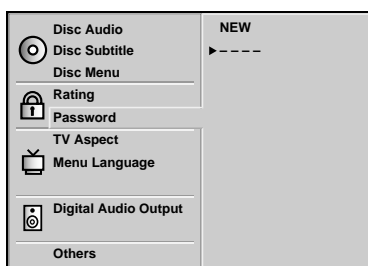 Disc Audio
Disc Subtitle
Disc Menu
Rating
Password
TV Aspect
Menu Language
Digital Audio Output
Others
NEW
▶– – – –